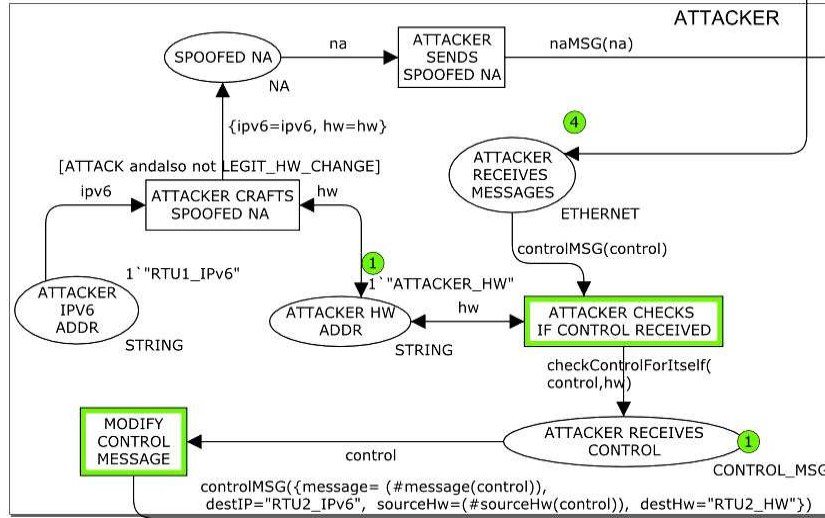 ATTACKER
SPOOFED NA
NA
na
ATTACKER
SENDS
SPOOFED NA
naMSG(na)
{ipv6=ipv6, hw=hw}
4
[ATTACK andalso not LEGIT_HW_CHANGE]
ATTACKER
RECEIVES
MESSAGES
ETHERNET
ipv6
ATTACKER CRAFTS
SPOOFED NA
hw
controlMSG(control)
1`"RTU1_IPv6"
1
1`"ATTACKER_HW"
ATTACKER
IPV6
ADDR
STRING
ATTACKER HW
ADDR
STRING
hw
ATTACKER CHECKS
IF CONTROL RECEIVED
checkControlForItself(
control,hw)
MODIFY
CONTROL
MESSAGE
control
ATTACKER RECEIVES
CONTROL
1
CONTROL_MSG
controlMSG({message= (#message(control)),
destIP="RTU2_IPv6", sourceHw=(#sourceHw(control)), destHw="RTU2_HW"})